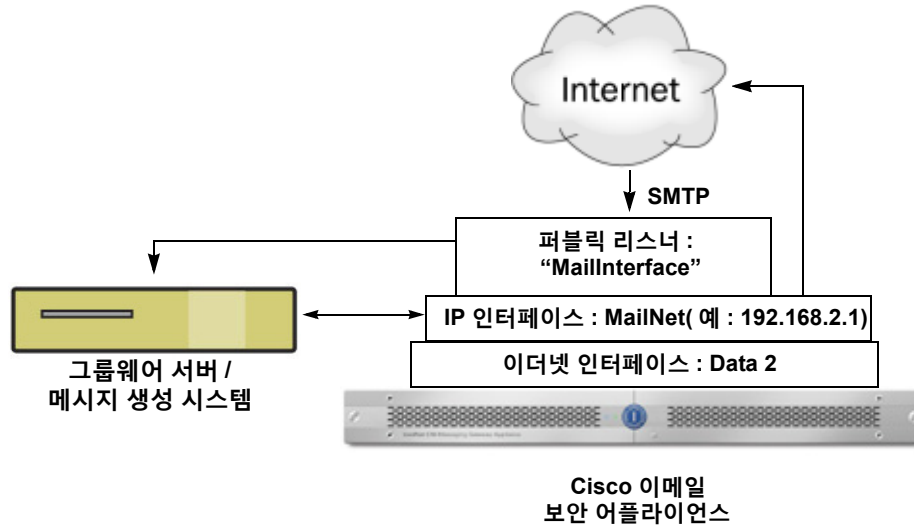 Internet
SMTP
퍼블릭 리스너 :
“MailInterface”
IP 인터페이스 : MailNet( 예 : 192.168.2.1)
이더넷 인터페이스 : Data 2
그룹웨어 서버 /
메시지 생성 시스템
Cisco 이메일
보안 어플라이언스